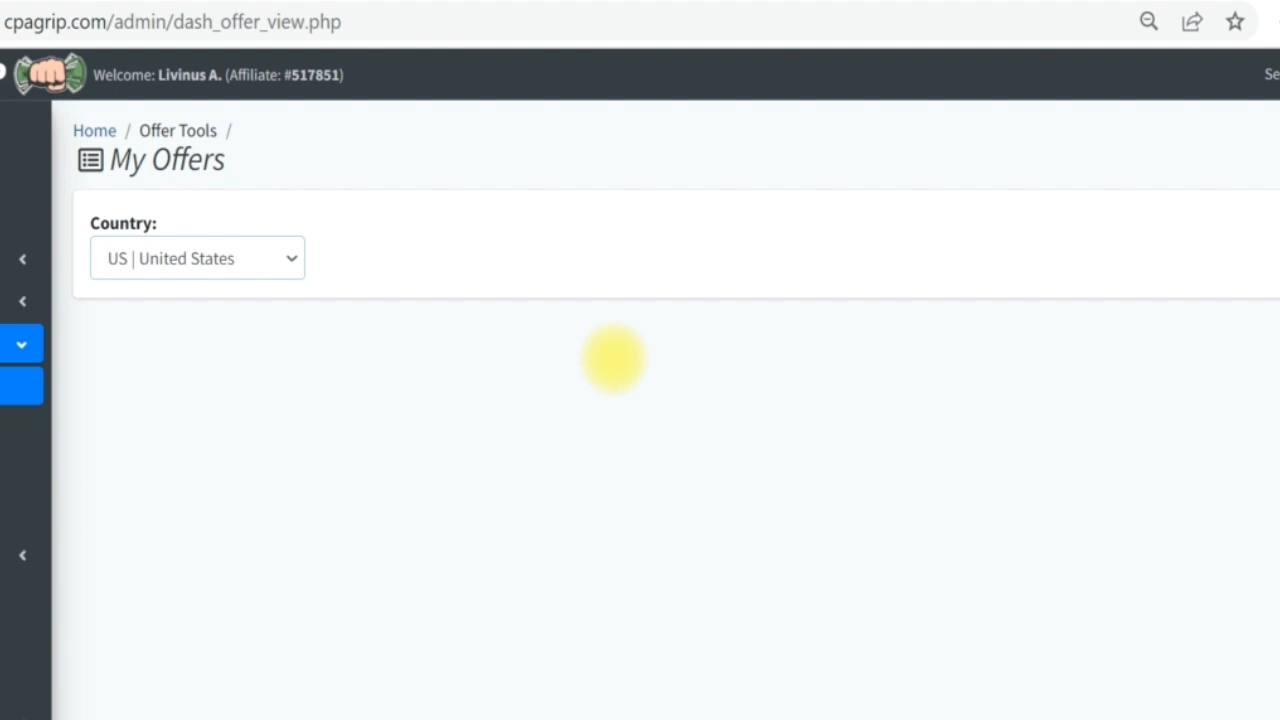 cpagrip.com/admin/dash_offer_view.php
Welcome: Livinus A. (Affiliate: #517851)
Home / Offer Tools /
My Offers
Country:
US | United States